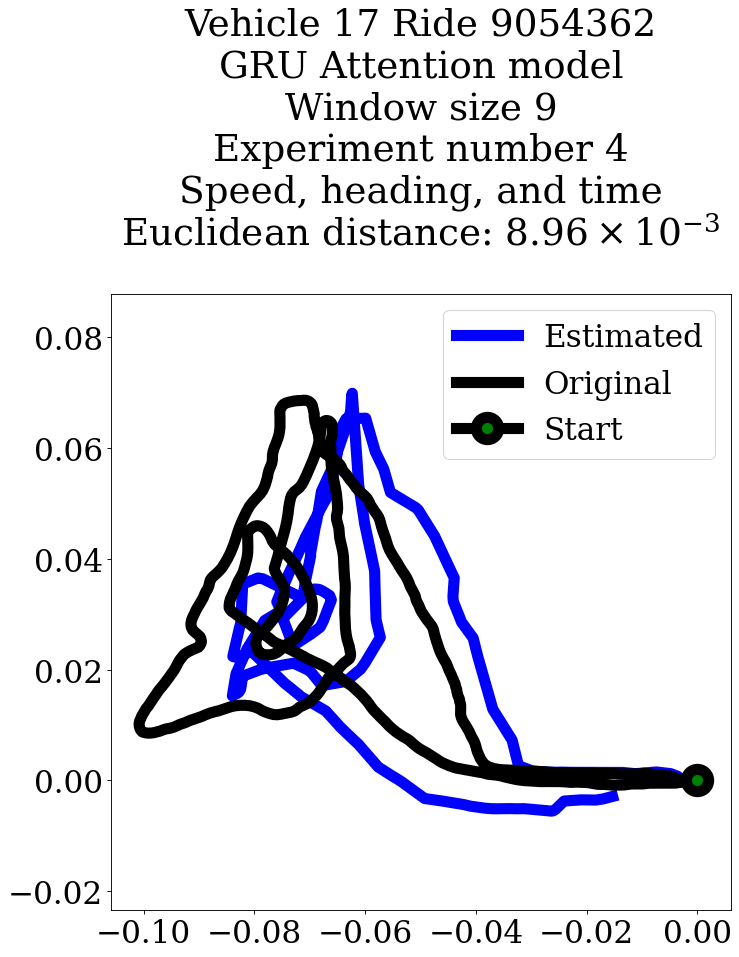 Vehicle 17 Ride 9054362
GRU Attention model
Window size 9
Experiment number 4
Speed, heading, and time
Euclidean distance: 8.96 × 10⁻³
Estimated
Original
Start
0.08
0.06
0.04
0.02
0.00
−0.02
−0.10 −0.08 −0.06 −0.04 −0.02 0.00